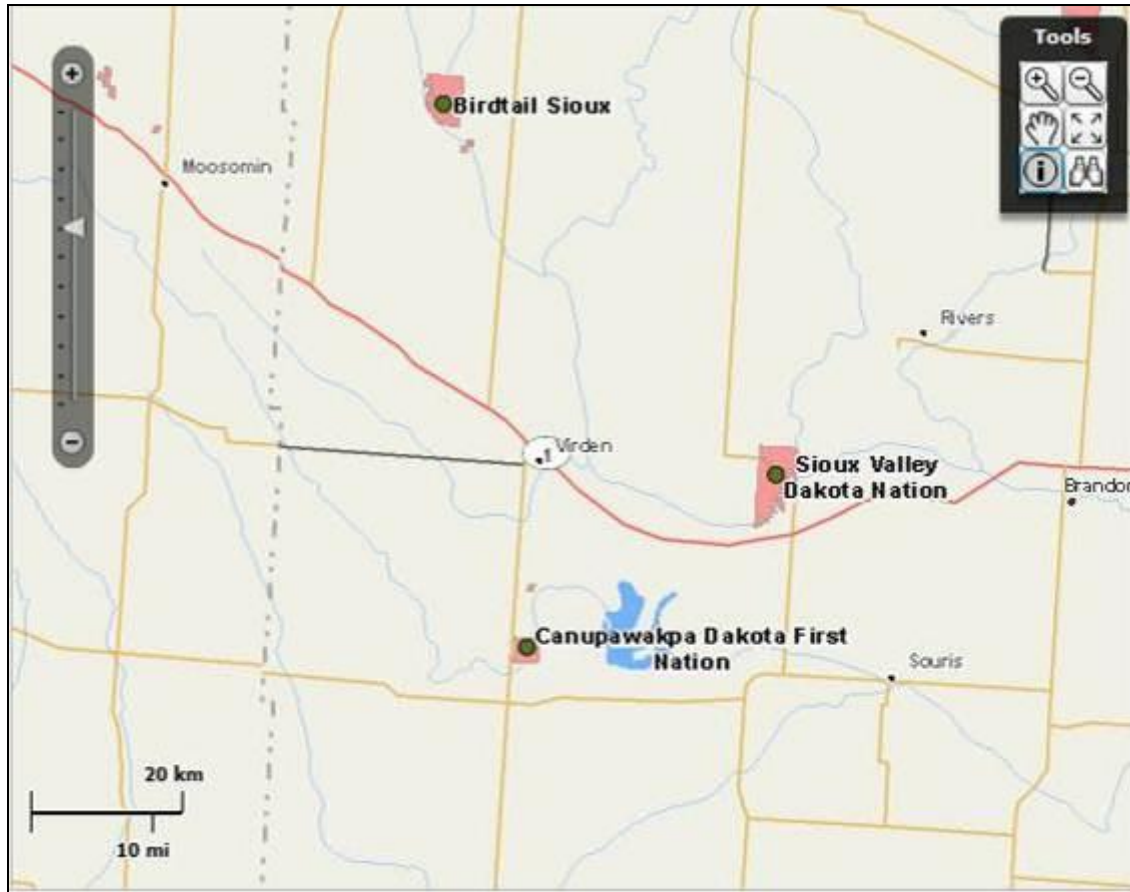 Tools
Birdtail Sioux
Moosomin
Rivers
1
Virden
Sioux Valley
Dakota Nation
Brandon
Canupawakpa Dakota First
Nation
Souris
20 km
10 mi